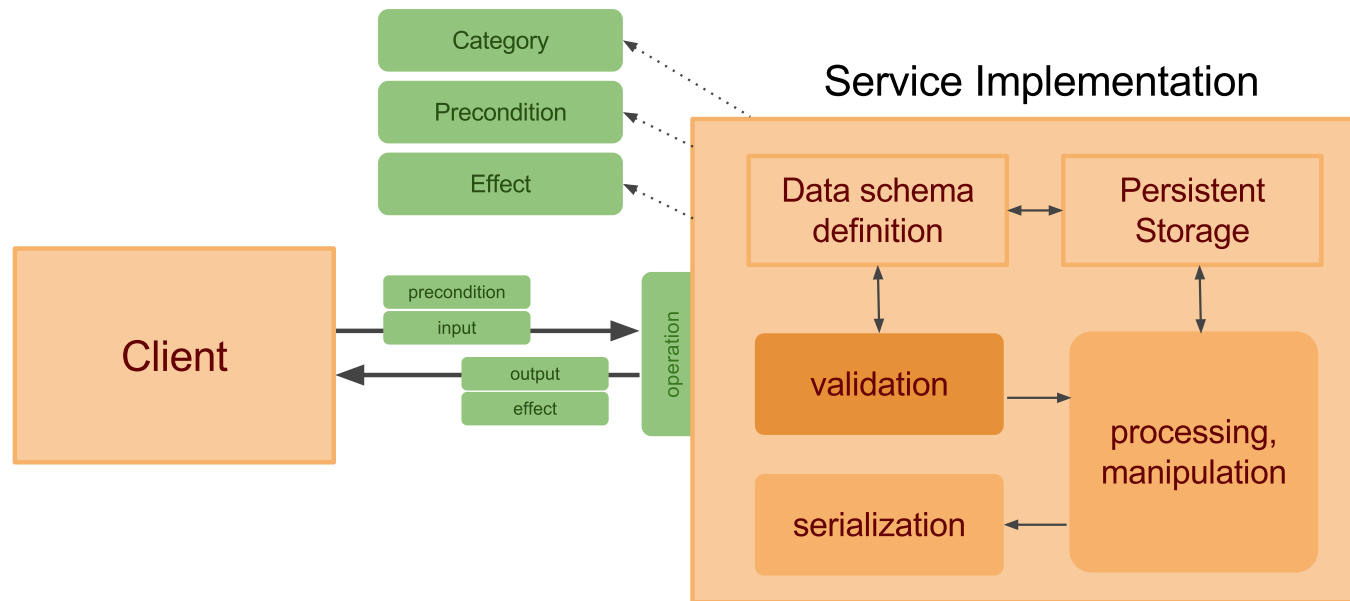 Category
Precondition
Effect
Service Implementation
Data schema
definition
Persistent
Storage
Client
precondition
input
output
effect
operation
validation
processing,
manipulation
serialization